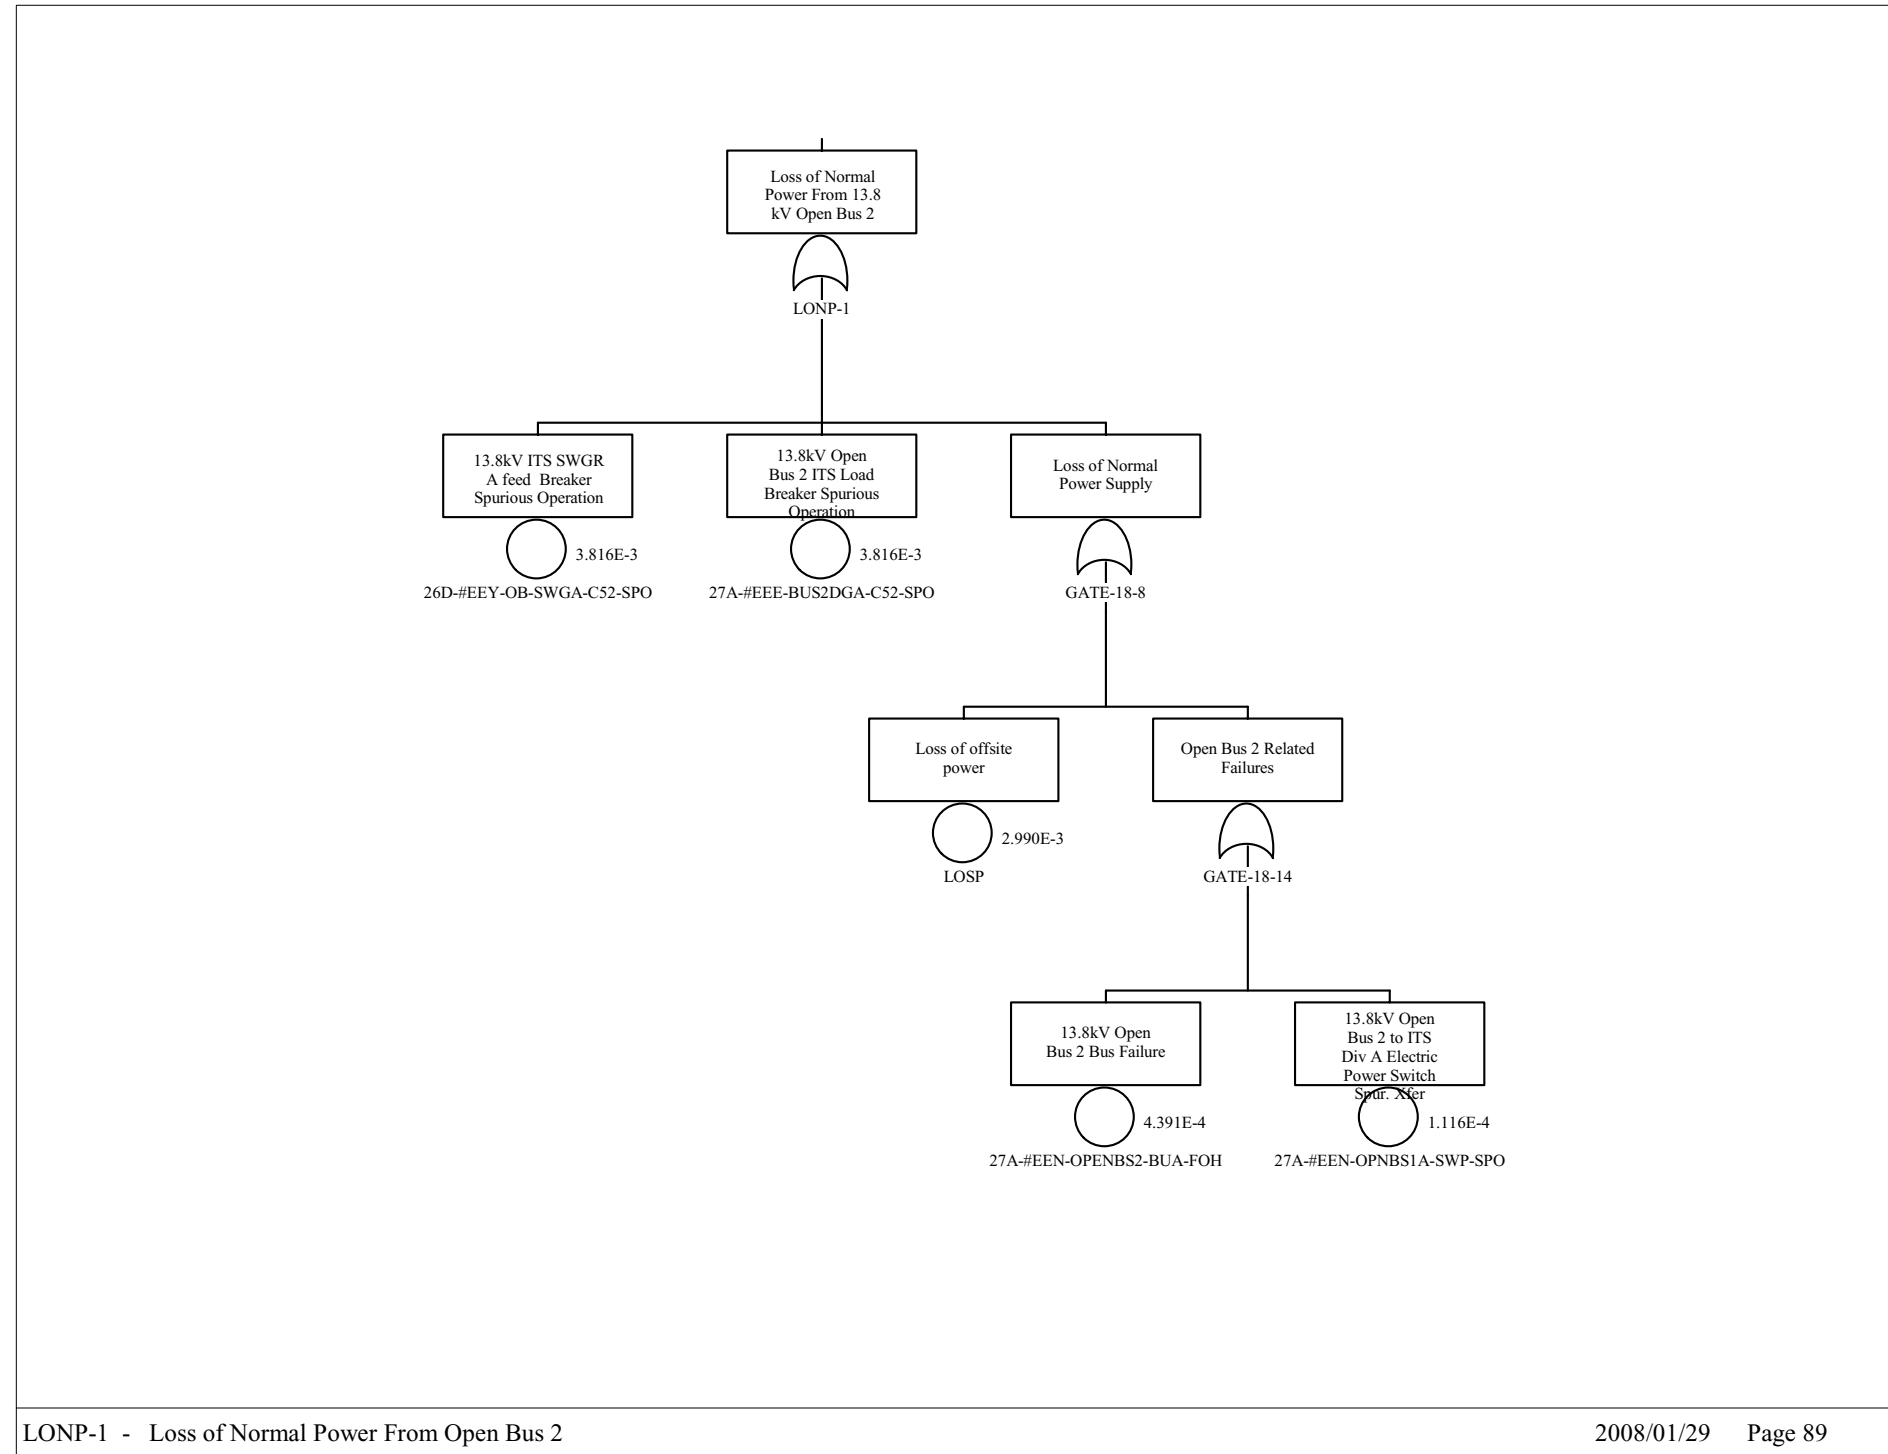 Loss of Normal
Power From 13.8
kV Open Bus 2
LONP-1
13.8kV ITS SWGR
A feed Breaker
Spurious Operation
3.816E-3
26D-#EEY-OB-SWGA-C52-SPO
13.8kV Open
Bus 2 ITS Load
Breaker Spurious
Operation
3.816E-3
27A-#EEE-BUS2DGA-C52-SPO
Loss of Normal
Power Supply
GATE-18-8
Loss of offsite
power
2.990E-3
LOSP
Open Bus 2 Related
Failures
GATE-18-14
13.8kV Open
Bus 2 Bus Failure
4.391E-4
27A-#EEN-OPENBS2-BUA-FOH
13.8kV Open
Bus 2 to ITS
Div A Electric
Power Switch
Spur. Xfer
1.116E-4
27A-#EEN-OPNBS1A-SWP-SPO
LONP-1 - Loss of Normal Power From Open Bus 2
2008/01/29 Page 89